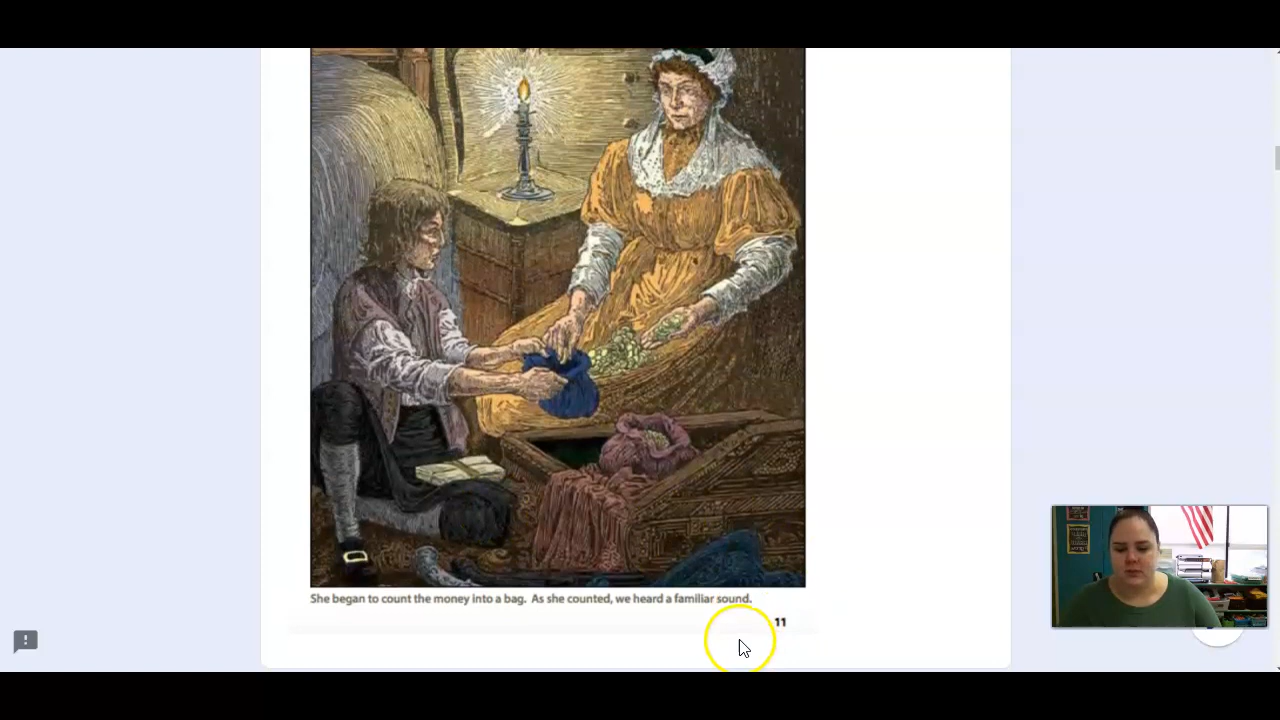 She began to count the money into a bag. As she counted, we heard a familiar sound.
11